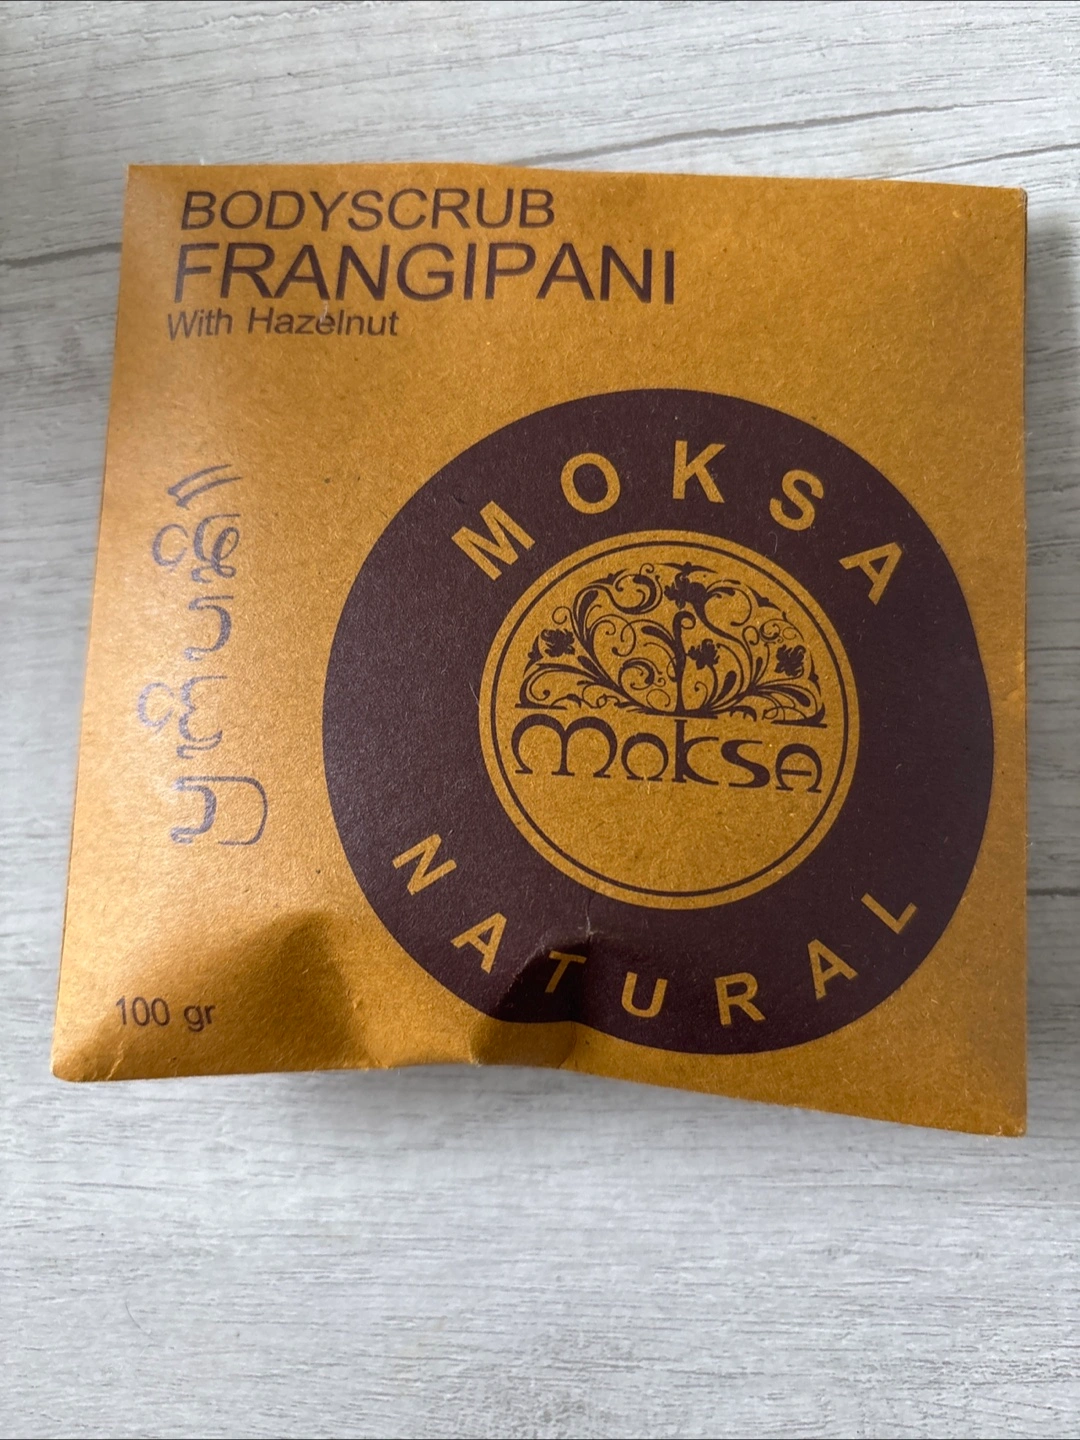 BODYSCRUB
FRANGIPANI
With Hazelnut
MOKSA
moksa
NATURAL
100 gr